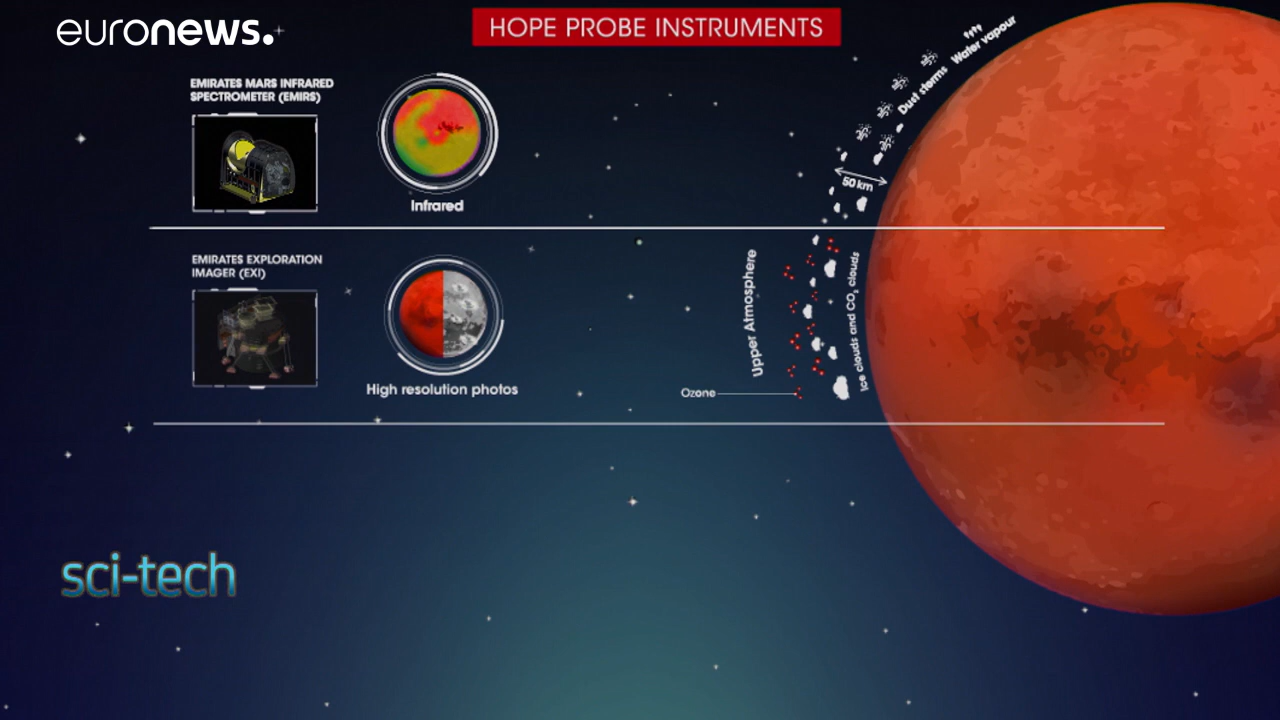 euronews.
HOPE PROBE INSTRUMENTS
EMIRATES MARS INFRARED
SPECTROMETER (EMIRS)
Infrared
Water vapour
Dust storms
50 km
EMIRATES EXPLORATION
IMAGER (EXI)
High resolution photos
Upper Atmosphere
Ice clouds and CO₂ clouds
Ozone
sci-tech